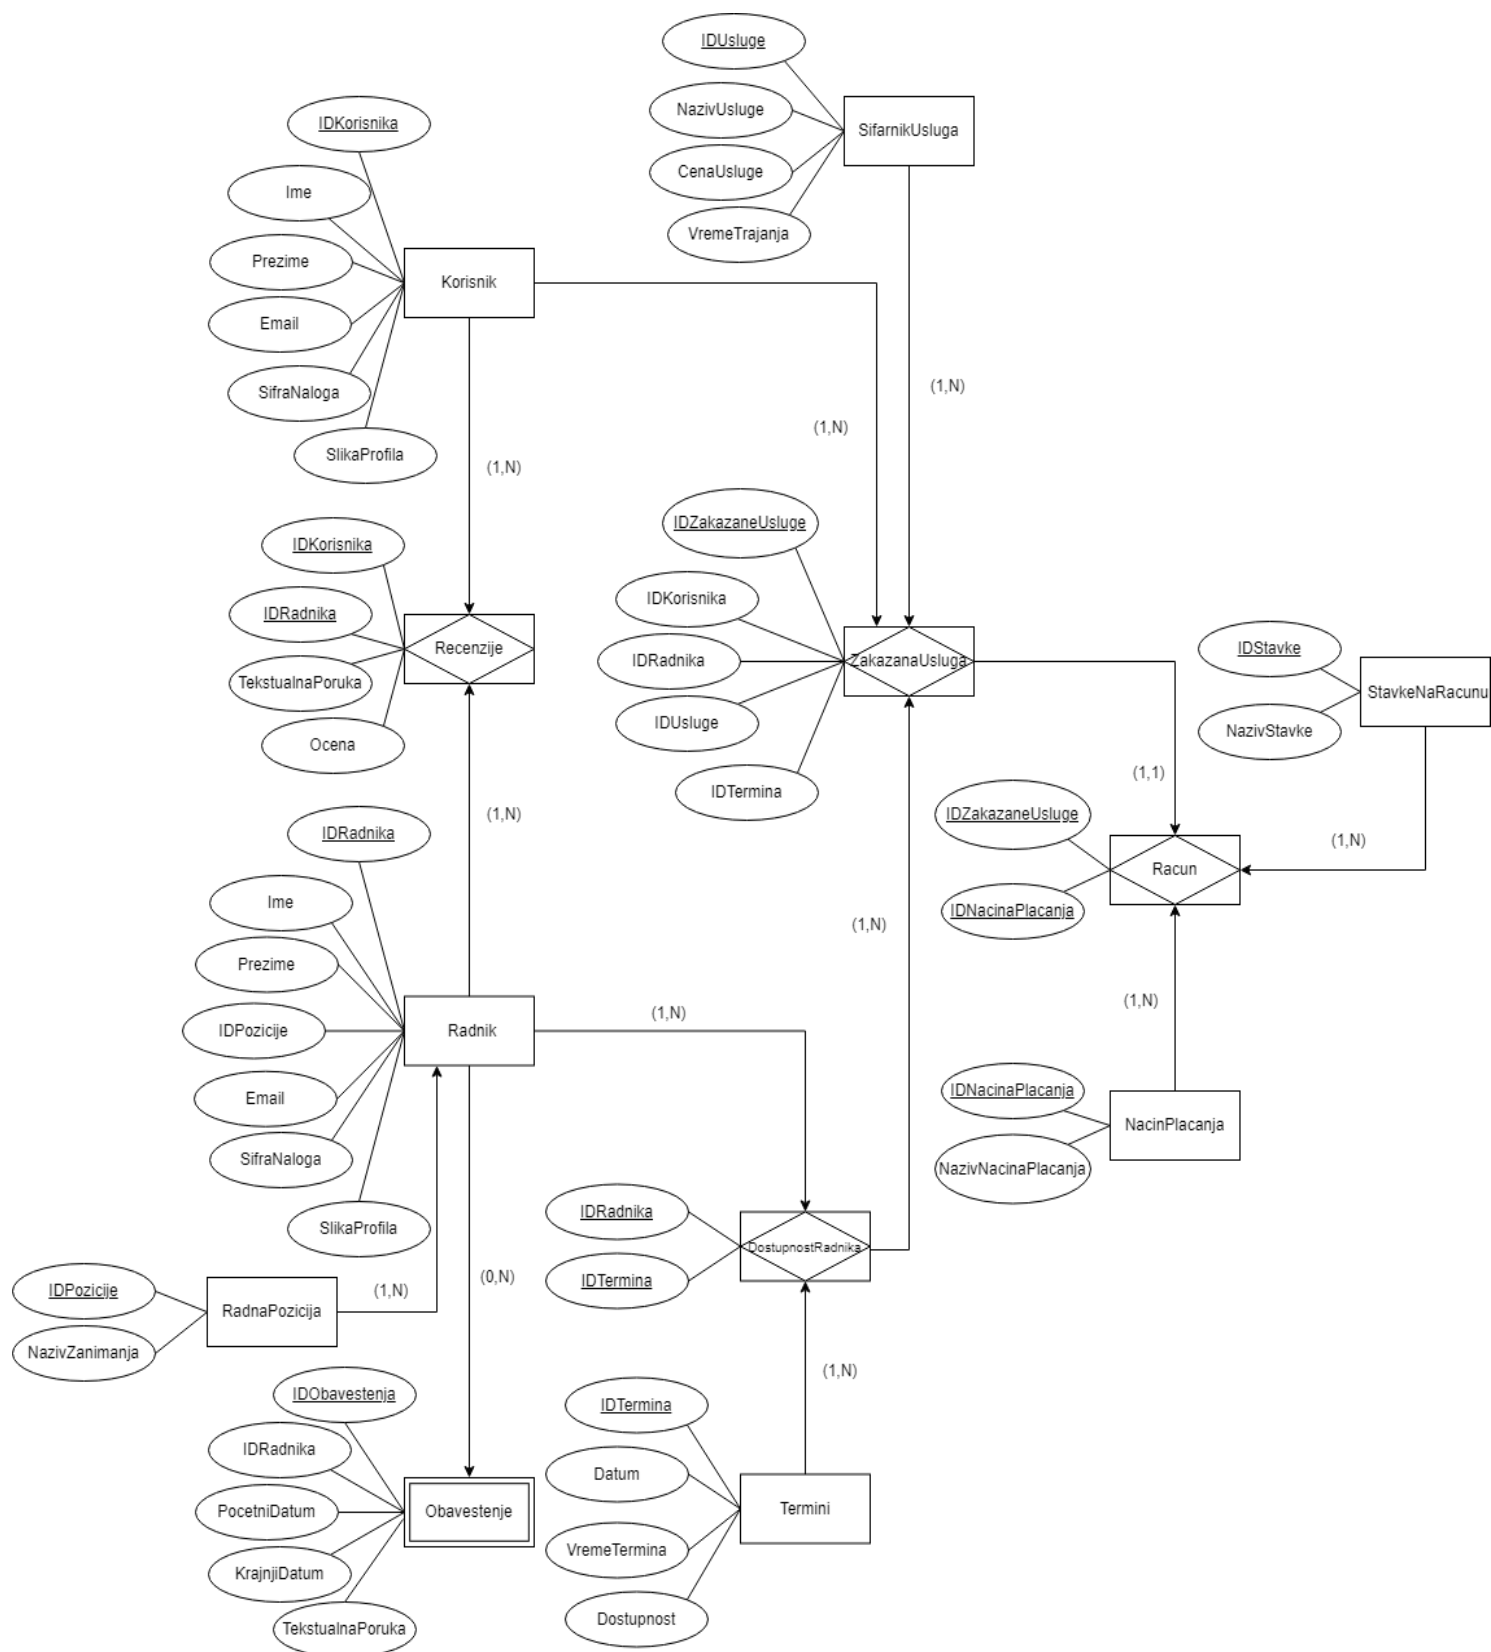 IDUsluge
NazivUsluge
CenaUsluge
VremeTrajanja
SifarnikUsluga
IDKorisnika
Ime
Prezime
Email
SifraNaloga
SlikaProfila
Korisnik
(1,N)
(1,N)
(1,N)
IDKorisnika
IDRadnika
TekstualnaPoruka
Ocena
Recenzije
(1,N)
IDZakazaneUsluge
IDKorisnika
IDRadnika
IDUsluge
IDTermina
ZakazanaUsluga
IDStavke
NazivStavke
StavkeNaRacunu
(1,1)
(1,N)
IDZakazaneUsluge
IDNacinaPlacanja
Racun
(1,N)
(1,N)
IDRadnika
Ime
Prezime
IDPozicije
Email
SifraNaloga
SlikaProfila
Radnik
(1,N)
IDNacinaPlacanja
NazivNacinaPlacanja
NacinPlacanja
IDRadnika
IDTermina
DostupnostRadnika
IDPozicije
NazivZanimanja
RadnaPozicija
(1,N)
(0,N)
(1,N)
IDObavestenja
IDRadnika
PocetniDatum
KrajnjiDatum
TekstualnaPoruka
Obavestenje
IDTermina
Datum
VremeTermina
Dostupnost
Termini